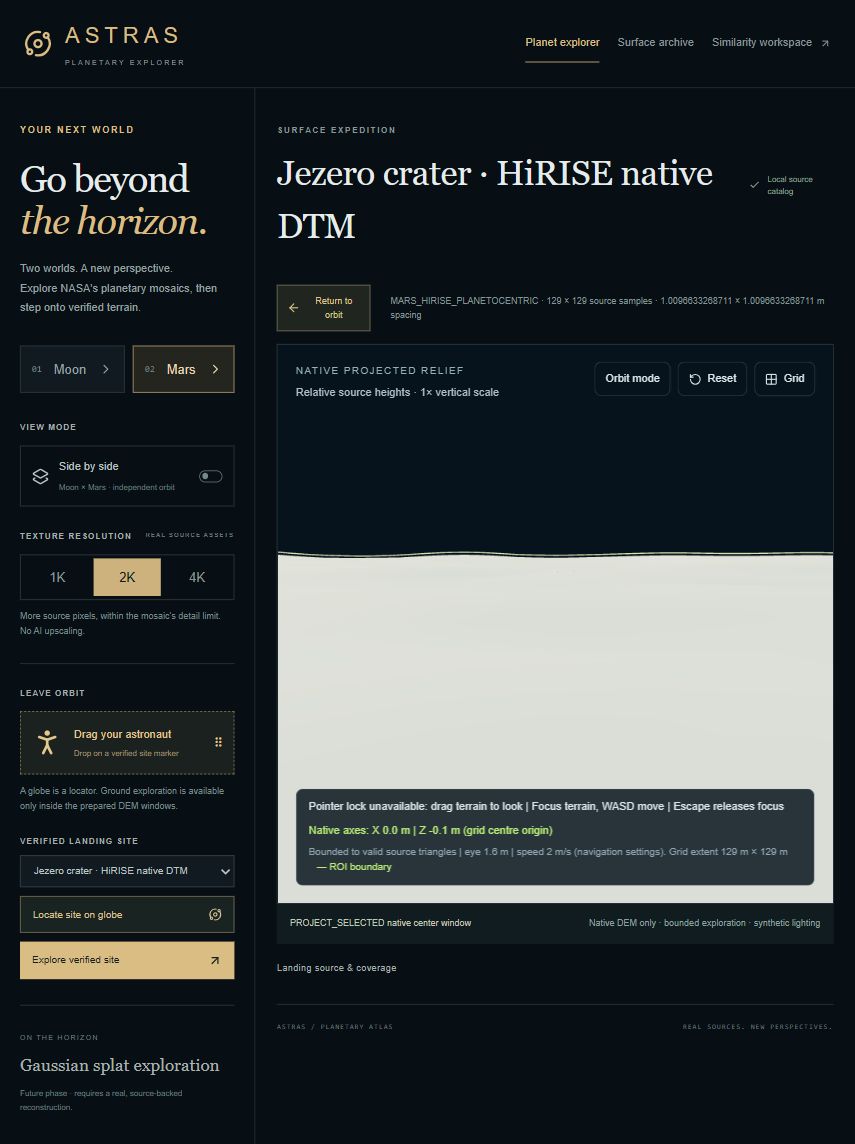 ASTRAS
PLANETARY EXPLORER
Planet explorer
Surface archive
Similarity workspace
YOUR NEXT WORLD
Go beyond
the horizon.
Two worlds. A new perspective.
Explore NASA's planetary mosaics, then
step onto verified terrain.
01 Moon
02 Mars
VIEW MODE
Side by side
Moon × Mars · independent orbit
TEXTURE RESOLUTION
REAL SOURCE ASSETS
1K
2K
4K
More source pixels, within the mosaic's detail limit.
No AI upscaling.
LEAVE ORBIT
Drag your astronaut
Drop on a verified site marker
A globe is a locator. Ground exploration is available
only inside the prepared DEM windows.
VERIFIED LANDING SITE
Jezero crater · HiRISE native DTM
Locate site on globe
Explore verified site
ON THE HORIZON
Gaussian splat exploration
Future phase · requires a real, source-backed
reconstruction.
SURFACE EXPEDITION
Jezero crater · HiRISE native
DTM
Local source
catalog
Return to
orbit
MARS_HIRISE_PLANETOCENTRIC · 129 × 129 source samples · 1.0096633268711 × 1.0096633268711 m
spacing
NATIVE PROJECTED RELIEF
Relative source heights · 1× vertical scale
Orbit mode
Reset
Grid
Pointer lock unavailable: drag terrain to look | Focus terrain, WASD move | Escape releases focus
Native axes: X 0.0 m | Z -0.1 m (grid centre origin)
Bounded to valid source triangles | eye 1.6 m | speed 2 m/s (navigation settings). Grid extent 129 m × 129 m
— ROI boundary
PROJECT_SELECTED native center window
Native DEM only · bounded exploration · synthetic lighting
Landing source & coverage
ASTRAS / PLANETARY ATLAS
REAL SOURCES. NEW PERSPECTIVES.